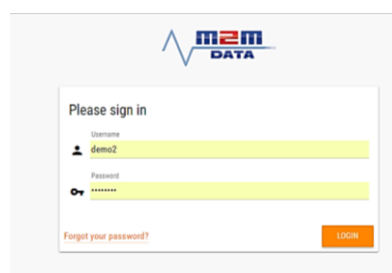 m2m
DATA
Please sign in
Username
demo2
Password
••••••••
Forgot your password?
LOGIN